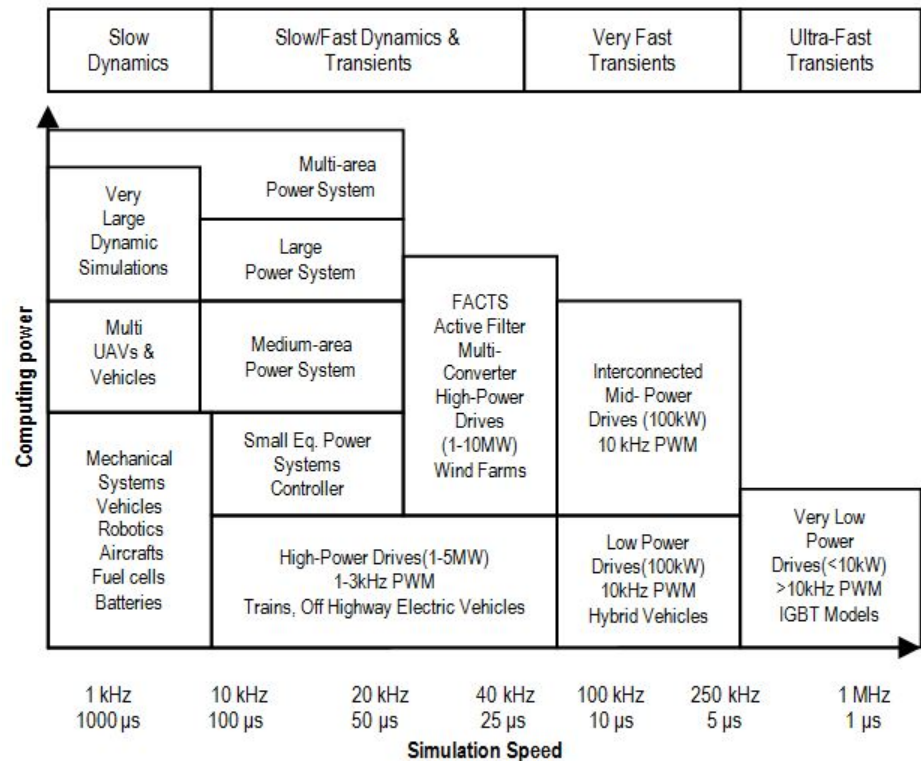 Slow
Dynamics
Slow/Fast Dynamics &
Transients
Very Fast
Transients
Ultra-Fast
Transients
Computing power
Multi-area
Power System
Very
Large
Dynamic
Simulations
Large
Power System
Multi
UAVs &
Vehicles
Medium-area
Power System
FACTS
Active Filter
Multi-
Converter
High-Power
Drives
(1-10MW)
Wind Farms
Interconnected
Mid- Power
Drives (100kW)
10 kHz PWM
Mechanical
Systems
Vehicles
Robotics
Aircrafts
Fuel cells
Batteries
Small Eq. Power
Systems
Controller
High-Power Drives(1-5MW)
1-3kHz PWM
Trains, Off Highway Electric Vehicles
Low Power
Drives(100kW)
10kHz PWM
Hybrid Vehicles
Very Low
Power
Drives(<10kW)
>10kHz PWM
IGBT Models
1 kHz 10 kHz 20 kHz 40 kHz 100 kHz 250 kHz 1 MHz
1000 µs 100 µs 50 µs 25 µs 10 µs 5 µs 1 µs
Simulation Speed